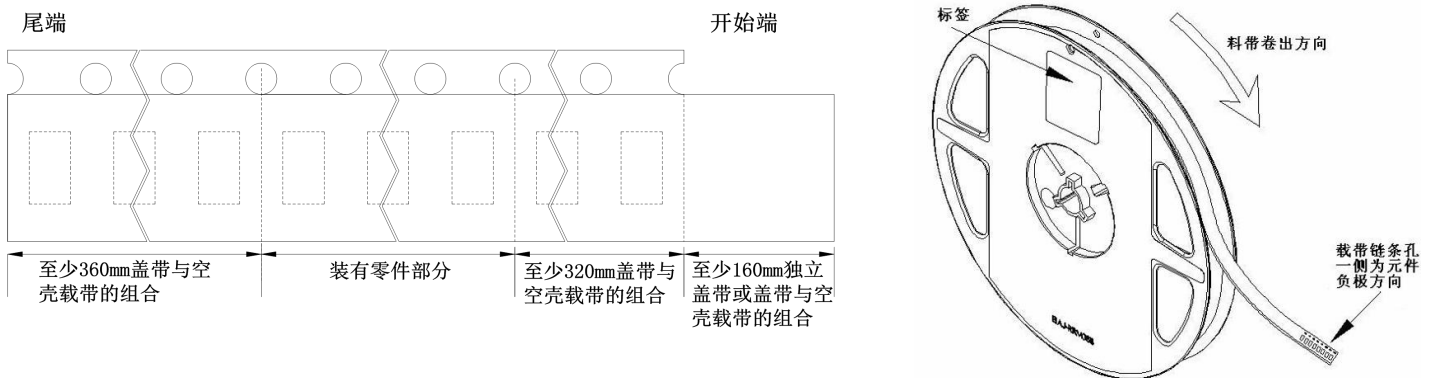 尾端
开始端
至少360mm盖带与空
壳载带的组合
装有零件部分
至少320mm盖带与
空壳载带的组合
至少160mm独立
盖带或盖带与空
壳载带的组合
标签
料带卷出方向
载带链条孔
一侧为元件
负极方向